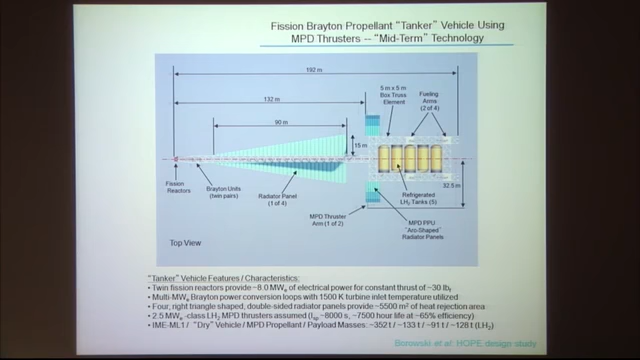 Fission Brayton Propellant “Tanker” Vehicle Using
MPD Thrusters -- “Mid-Term” Technology
192 m
132 m
90 m
5 m x 5 m
Box Truss
Element
Fueling
Arms
(2 of 4)
15 m
32.5 m
Fission
Reactors
Brayton Units
(twin pairs)
Radiator Panel
(1 of 4)
Refrigerated
LH2 Tanks (5)
MPD Thruster
Arm (1 of 2)
MPD PPU
“Arc-Shaped”
Radiator Panels
Top View
“Tanker” Vehicle Features / Characteristics:
• Twin fission reactors provide ~8.0 MWe of electrical power for constant thrust of ~30 lbf
• Multi-MWe Brayton power conversion loops with 1500 K turbine inlet temperature utilized
• Four, right triangle shaped, double-sided radiator panels provide ~5500 m2 of heat rejection area
• 2.5 MWe-class LH2 MPD thrusters assumed (Isp ~8000 s, ~7500 hour life at ~65% efficiency)
• IMEO-ML1 / “Dry” Vehicle / MPD Propellant / Payload Masses: ~352 t / ~133 t / ~91 t / ~128 t (LH2)
Borowski et al: HOPE design study